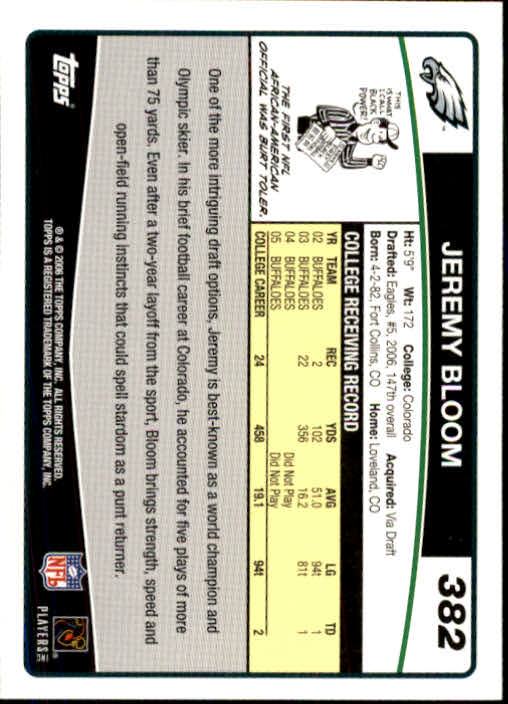 JEREMY BLOOM
382
Ht: 5'9" Wt: 172 College: Colorado
Drafted: Eagles, #5, 2006, 147th overall Acquired: Via Draft
Born: 4-2-82, Fort Collins, CO Home: Loveland, CO
COLLEGE RECEIVING RECORD
YR TEAM REC YDS AVG LG TD
02 BUFFALOES 2 102 51.0 94t 1
03 BUFFALOES 22 356 16.2 81t 1
04 BUFFALOES Did Not Play
05 BUFFALOES Did Not Play
COLLEGE CAREER 24 458 19.1 94t 2
THIS
IS WHAT
I CALL
BLACK
POWER!
THE FIRST NFL
AFRICAN-AMERICAN
OFFICIAL WAS BURT TOLER.
One of the more intriguing draft options, Jeremy is best-known as a world champion and
Olympic skier. In his brief football career at Colorado, he accounted for five plays of more
than 75 yards. Even after a two-year layoff from the sport, Bloom brings strength, speed and
open-field running instincts that could spell stardom as a punt returner.
Topps
® & © 2006 THE TOPPS COMPANY, INC. ALL RIGHTS RESERVED.
TOPPS IS A REGISTERED TRADEMARK OF THE TOPPS COMPANY, INC.
NFL
PLAYERS INC